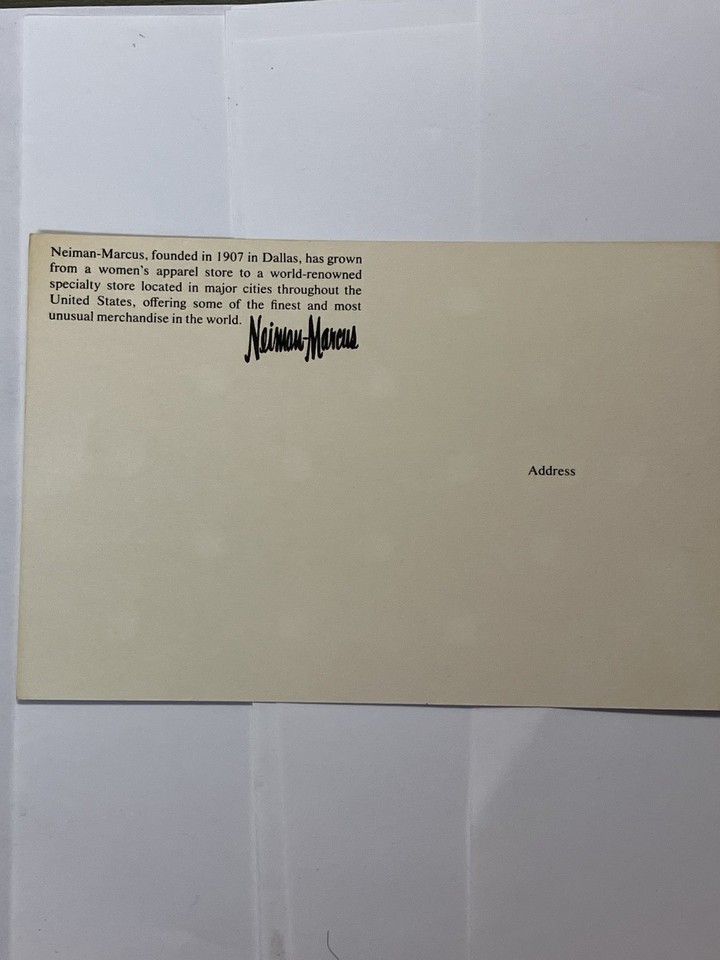 Neiman-Marcus, founded in 1907 in Dallas, has grown
from a women's apparel store to a world-renowned
specialty store located in major cities throughout the
United States, offering some of the finest and most
unusual merchandise in the world.
Neiman-Marcus
Address